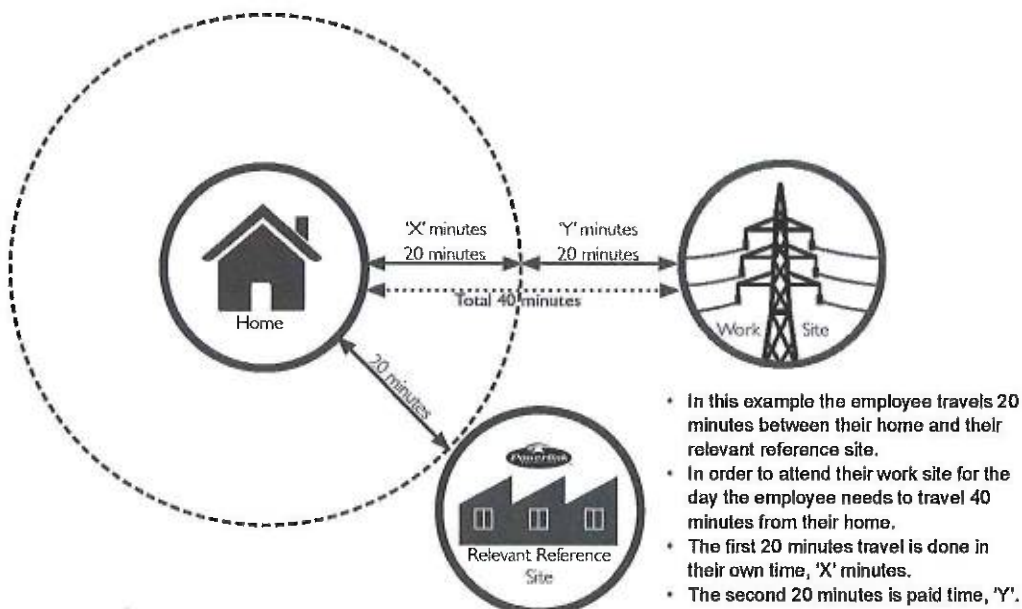 'X' minutes
20 minutes
'Y' minutes
20 minutes
Total 40 minutes
Home
Work Site
20 minutes
Powerlink
Relevant Reference
Site
• In this example the employee travels 20
minutes between their home and their
relevant reference site.
• In order to attend their work site for the
day the employee needs to travel 40
minutes from their home.
• The first 20 minutes travel is done in
their own time, 'X' minutes.
• The second 20 minutes is paid time, 'Y'.